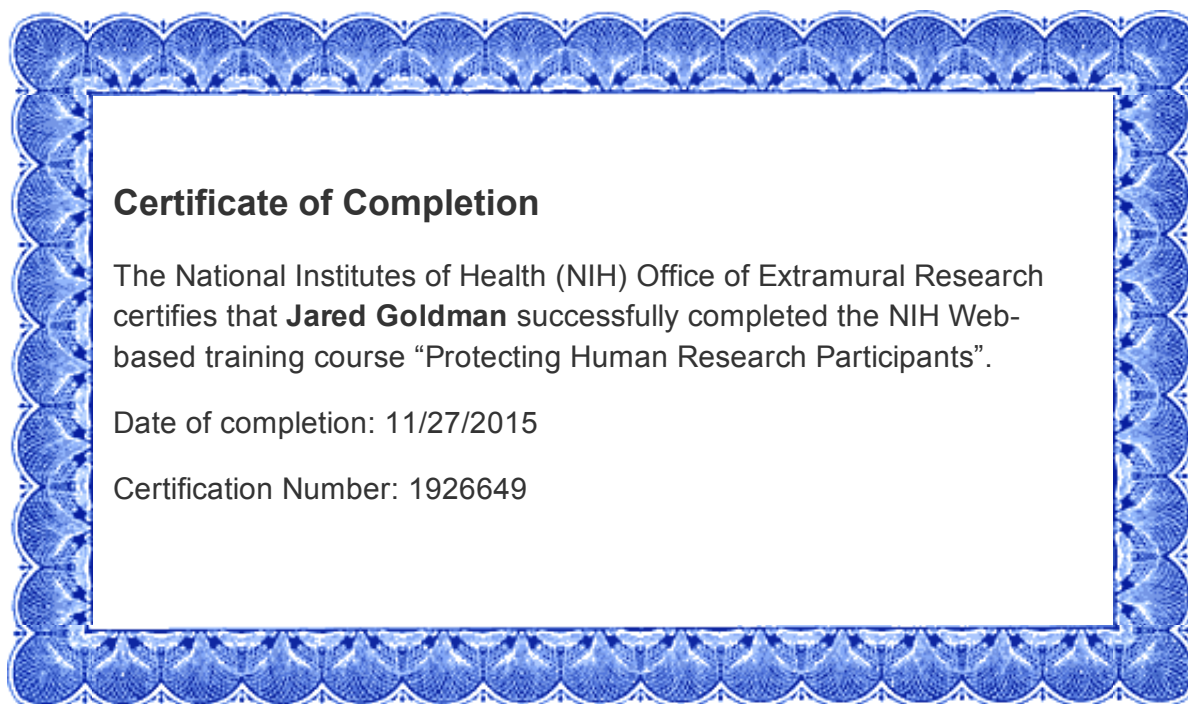 Certificate of Completion
The National Institutes of Health (NIH) Office of Extramural Research
certifies that Jared Goldman successfully completed the NIH Web-
based training course “Protecting Human Research Participants”.
Date of completion: 11/27/2015
Certification Number: 1926649